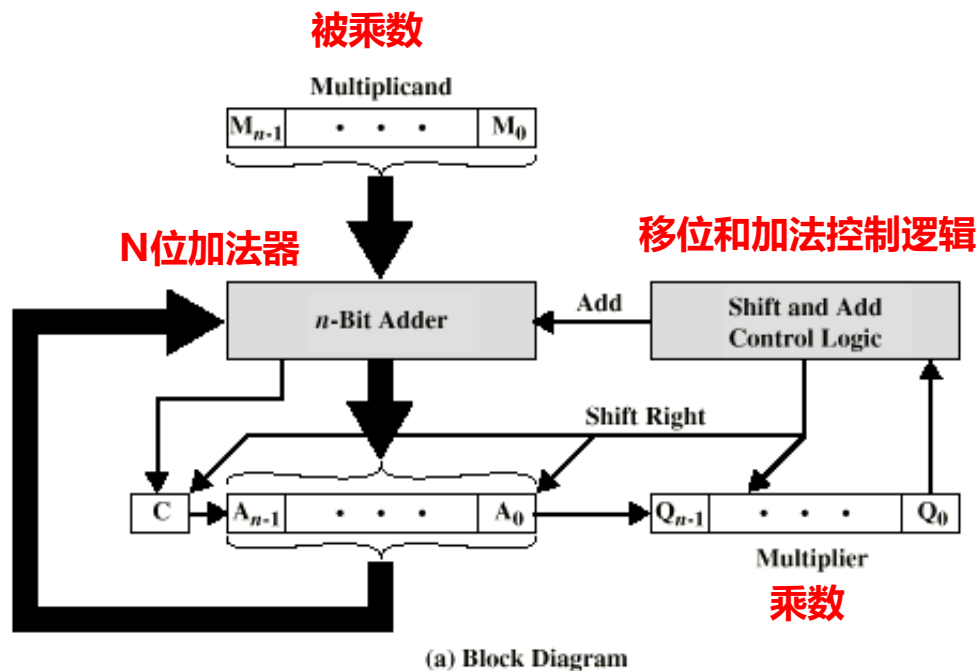 被乘数
Multiplicand
Mn-1 • • • M0
N位加法器
移位和加法控制逻辑
n-Bit Adder
Add
Shift and Add
Control Logic
Shift Right
C
An-1 • • • A0
Qn-1 • • • Q0
Multiplier
乘数
(a) Block Diagram